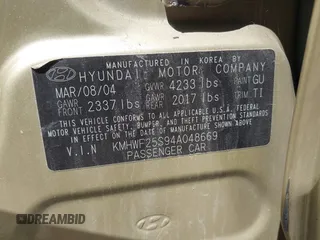 MANUFACTURED IN KOREA BY
HYUNDAI MOTOR COMPANY
MAR/08/04 GVWR 4233 lbs PAINT GU
GAWR FRONT 2337 lbs GAWR REAR 2017 lbs TRIM TI
THIS VEHICLE CONFORMS TO ALL APPLICABLE U.S.A. FEDERAL
MOTOR VEHICLE SAFETY, BUMPER, AND THEFT
PREVENTION STANDARDS IN EFFECT ON THE DATE OF
MANUFACTURE SHOWN ABOVE.
V.I.N KMHWF25S94A048669
PASSENGER CAR
DREAMBID